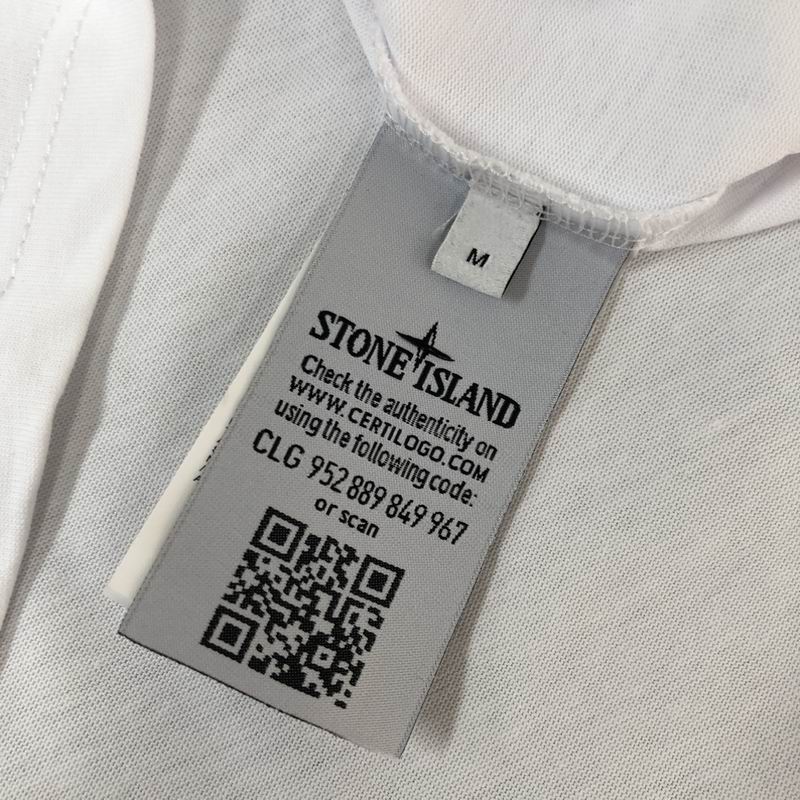 M
STONE ISLAND
Check the authenticity on
WWW.CERTILOGO.COM
using the following code:
CLG 952 889 849 967
or scan